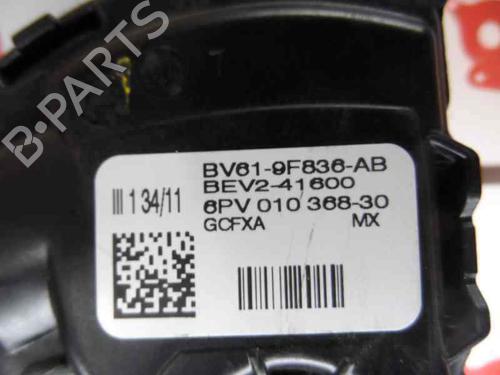 B-PARTS
BV61-9F836-AB
BEV2-41600
III 1 34/11
6PV 010 368-30
GCFXA MX